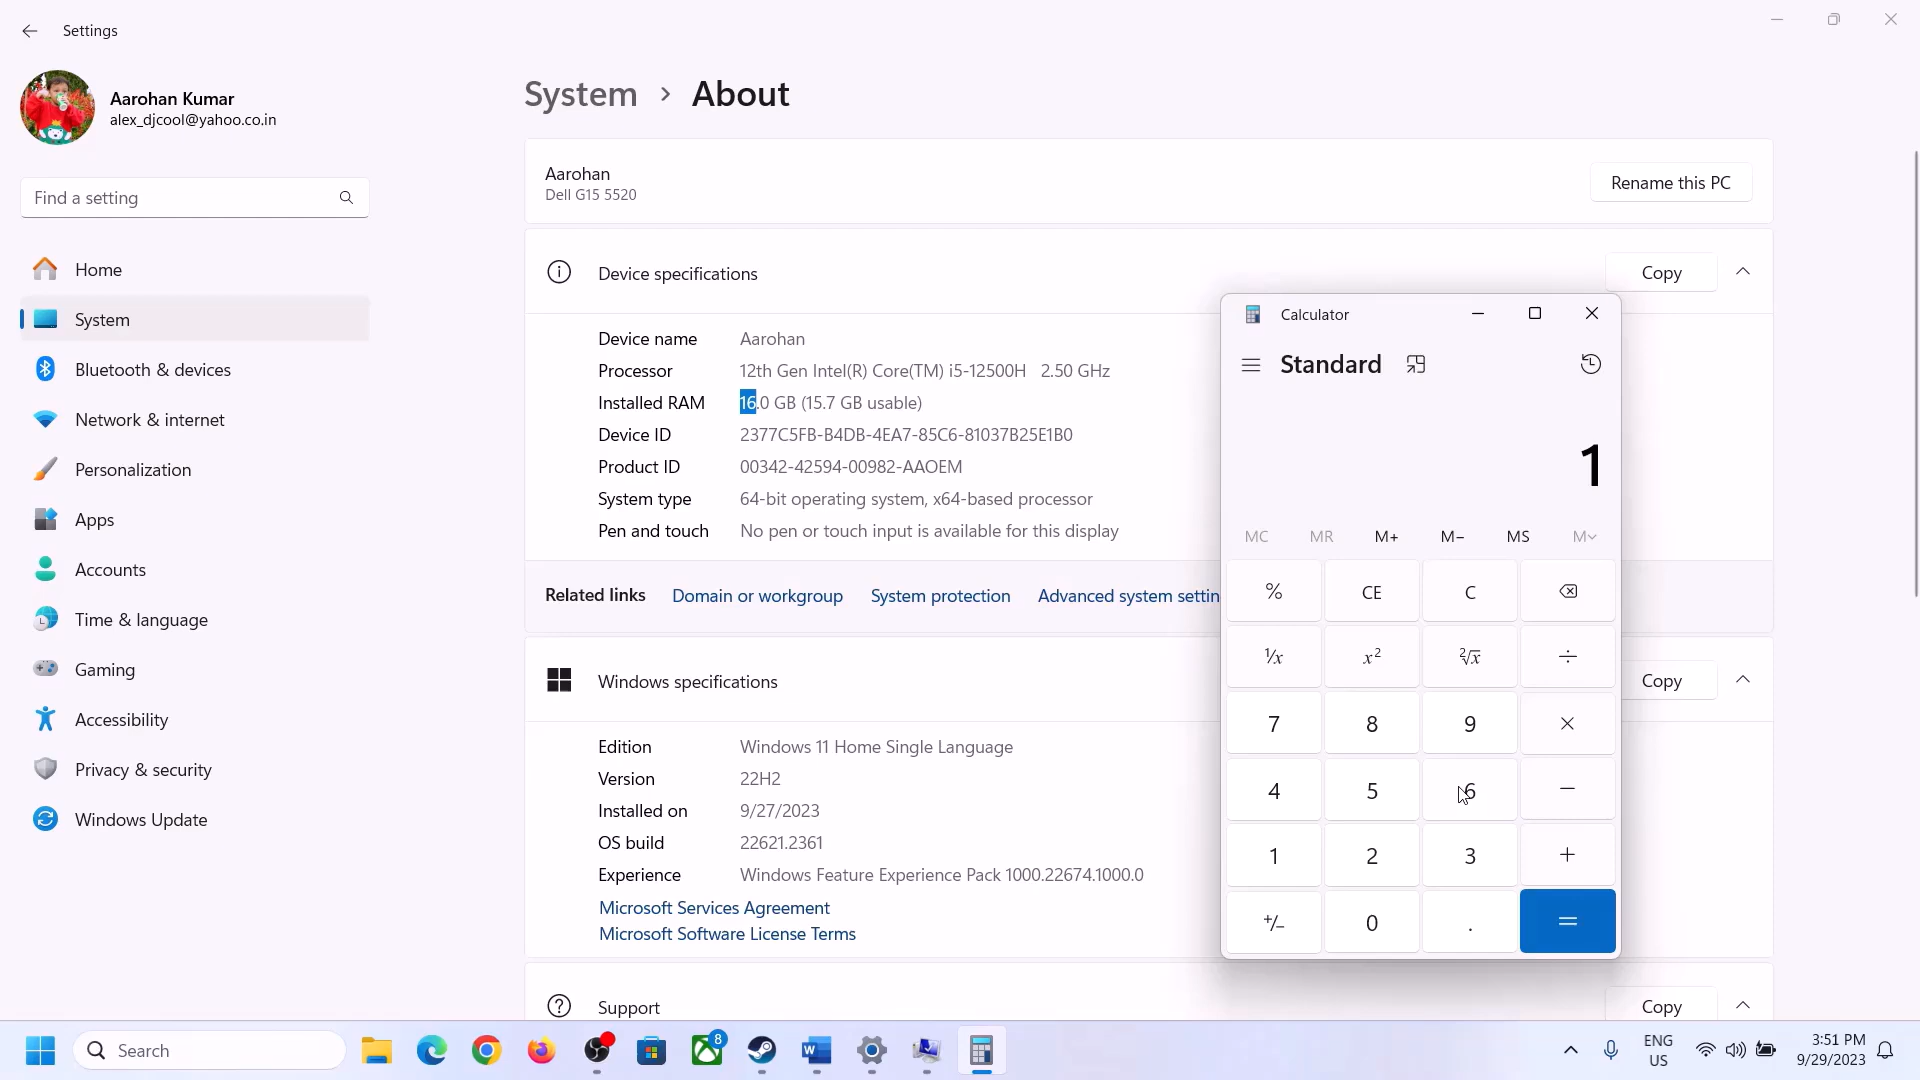 Settings
Aarohan Kumar
alex_djcool@yahoo.co.in
Find a setting
Home
System
Bluetooth & devices
Network & internet
Personalization
Apps
Accounts
Time & language
Gaming
Accessibility
Privacy & security
Windows Update
System > About
Aarohan
Dell G15 5520
Rename this PC
Device specifications
Copy
Device name Aarohan
Processor 12th Gen Intel(R) Core(TM) i5-12500H 2.50 GHz
Installed RAM 16.0 GB (15.7 GB usable)
Device ID 2377C5FB-B4DB-4EA7-85C6-81037B25E1B0
Product ID 00342-42594-00982-AAOEM
System type 64-bit operating system, x64-based processor
Pen and touch No pen or touch input is available for this display
Related links Domain or workgroup System protection Advanced system settin
Windows specifications
Copy
Edition Windows 11 Home Single Language
Version 22H2
Installed on 9/27/2023
OS build 22621.2361
Experience Windows Feature Experience Pack 1000.22674.1000.0
Microsoft Services Agreement
Microsoft Software License Terms
Support
Copy
Calculator
Standard
1
MC MR M+ M− MS M
% CE C
¹/x x² ²√x ÷
7 8 9 ×
4 5 6 −
1 2 3 +
+/− 0 . =
Search
8
ENG
US
3:51 PM
9/29/2023